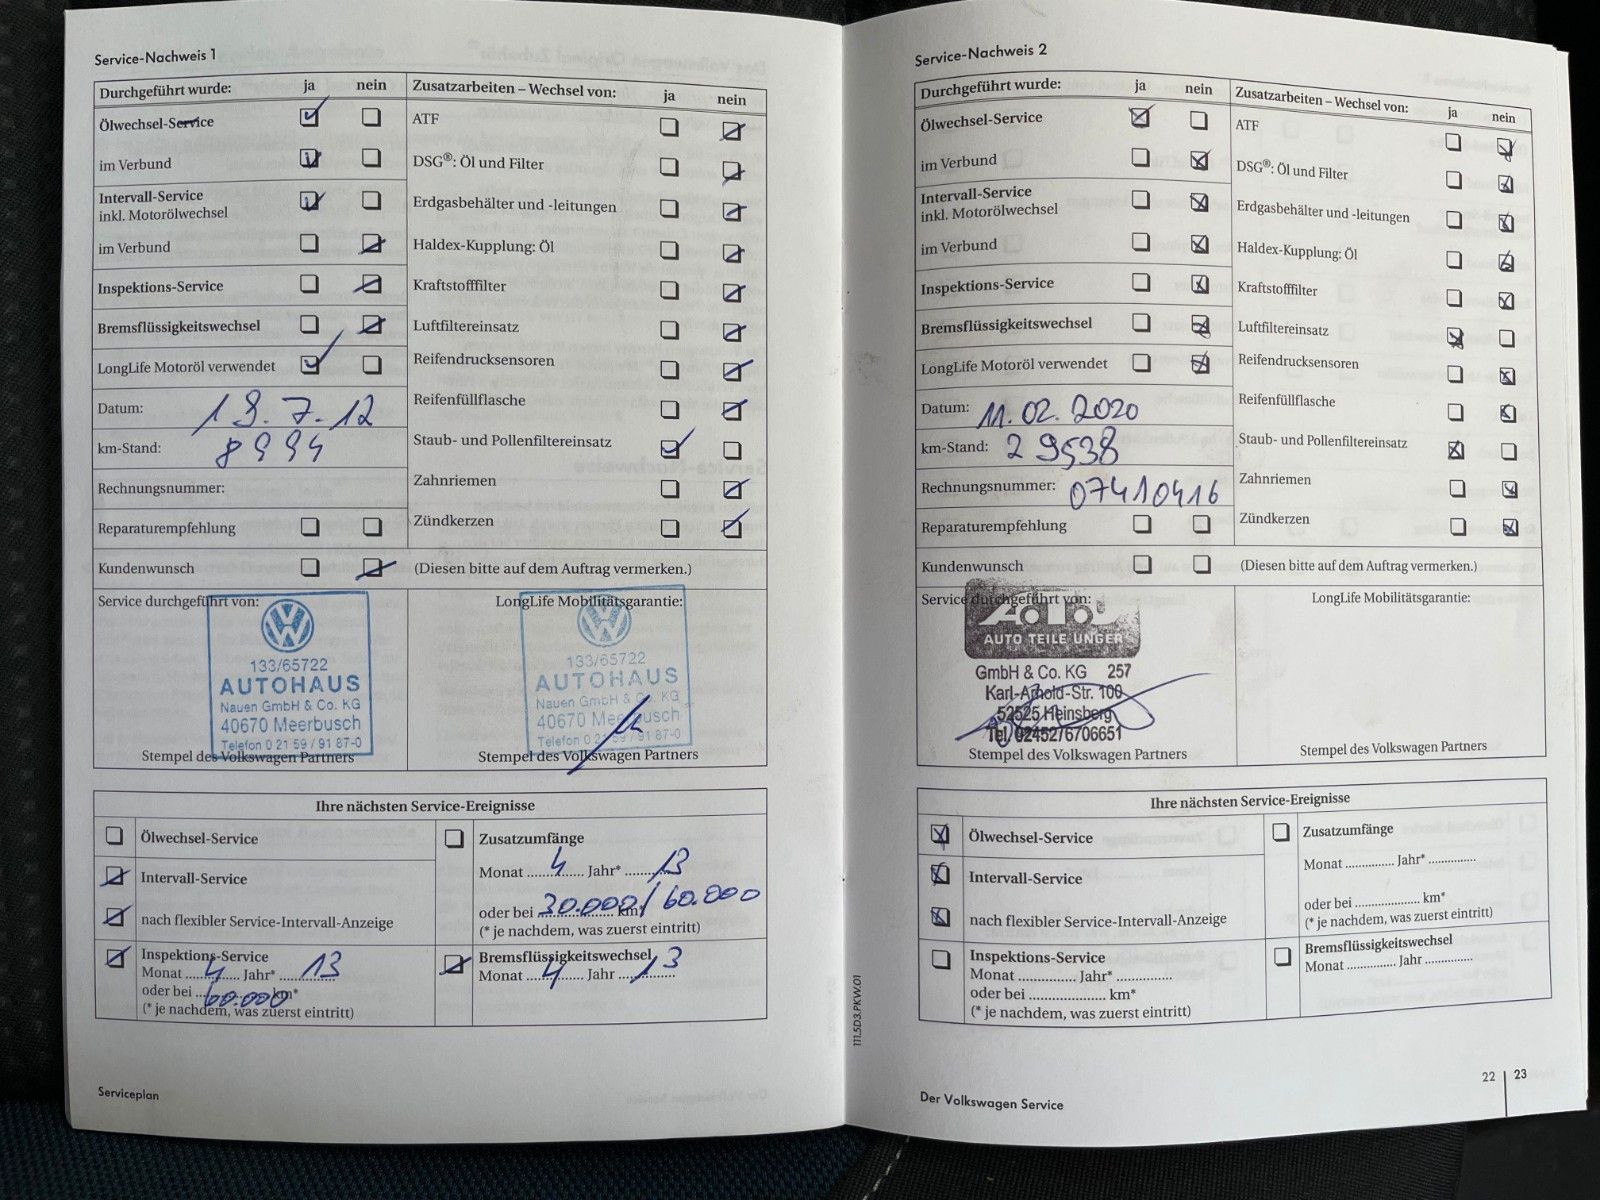 Service-Nachweis 1
Durchgeführt wurde: ja nein
Ölwechsel-Service
im Verbund
Intervall-Service
inkl. Motorölwechsel
im Verbund
Inspektions-Service
Bremsflüssigkeitswechsel
LongLife Motoröl verwendet
Datum: 19.7.12
km-Stand: 8994
Rechnungsnummer:
Reparaturempfehlung
Kundenwunsch
Zusatzarbeiten – Wechsel von: ja nein
ATF
DSG®: Öl und Filter
Erdgasbehälter und -leitungen
Haldex-Kupplung: Öl
Kraftstofffilter
Luftfiltereinsatz
Reifendrucksensoren
Reifenfüllflasche
Staub- und Pollenfiltereinsatz
Zahnriemen
Zündkerzen
(Diesen bitte auf dem Auftrag vermerken.)
Service durchgeführt von:
133/65722
AUTOHAUS
Nauen GmbH & Co. KG
40670 Meerbusch
Telefon 0 21 59 / 91 87-0
Stempel des Volkswagen Partners
LongLife Mobilitätsgarantie:
133/65722
AUTOHAUS
Nauen GmbH & Co. KG
40670 Meerbusch
Telefon 0 21 59 / 91 87-0
Stempel des Volkswagen Partners
Ihre nächsten Service-Ereignisse
Ölwechsel-Service
Intervall-Service
nach flexibler Service-Intervall-Anzeige
Inspektions-Service
Monat 4 Jahr* 13
oder bei 60.000 km*
(* je nachdem, was zuerst eintritt)
Zusatzumfänge
Monat 4 Jahr* 13
oder bei 30.000 km* / 60.000
(* je nachdem, was zuerst eintritt)
Bremsflüssigkeitswechsel
Monat 4 Jahr 13
Serviceplan
111.5D3.PKW.01
Service-Nachweis 2
Durchgeführt wurde: ja nein
Ölwechsel-Service
im Verbund
Intervall-Service
inkl. Motorölwechsel
im Verbund
Inspektions-Service
Bremsflüssigkeitswechsel
LongLife Motoröl verwendet
Datum: 11.02.2020
km-Stand: 29538
Rechnungsnummer: 07410416
Reparaturempfehlung
Kundenwunsch
Zusatzarbeiten – Wechsel von: ja nein
ATF
DSG®: Öl und Filter
Erdgasbehälter und -leitungen
Haldex-Kupplung: Öl
Kraftstofffilter
Luftfiltereinsatz
Reifendrucksensoren
Reifenfüllflasche
Staub- und Pollenfiltereinsatz
Zahnriemen
Zündkerzen
(Diesen bitte auf dem Auftrag vermerken.)
Service durchgeführt von:
A.T.U
AUTO TEILE UNGER
GmbH & Co. KG 257
Karl-Arnold-Str. 100
52525 Heinsberg
Tel. 02452/6706651
Stempel des Volkswagen Partners
LongLife Mobilitätsgarantie:
Stempel des Volkswagen Partners
Ihre nächsten Service-Ereignisse
Ölwechsel-Service
Intervall-Service
nach flexibler Service-Intervall-Anzeige
Inspektions-Service
Monat ............... Jahr* ...............
oder bei .................... km*
(* je nachdem, was zuerst eintritt)
Zusatzumfänge
Monat ............... Jahr* ...............
oder bei .................... km*
(* je nachdem, was zuerst eintritt)
Bremsflüssigkeitswechsel
Monat ............... Jahr ...............
Der Volkswagen Service
22 23